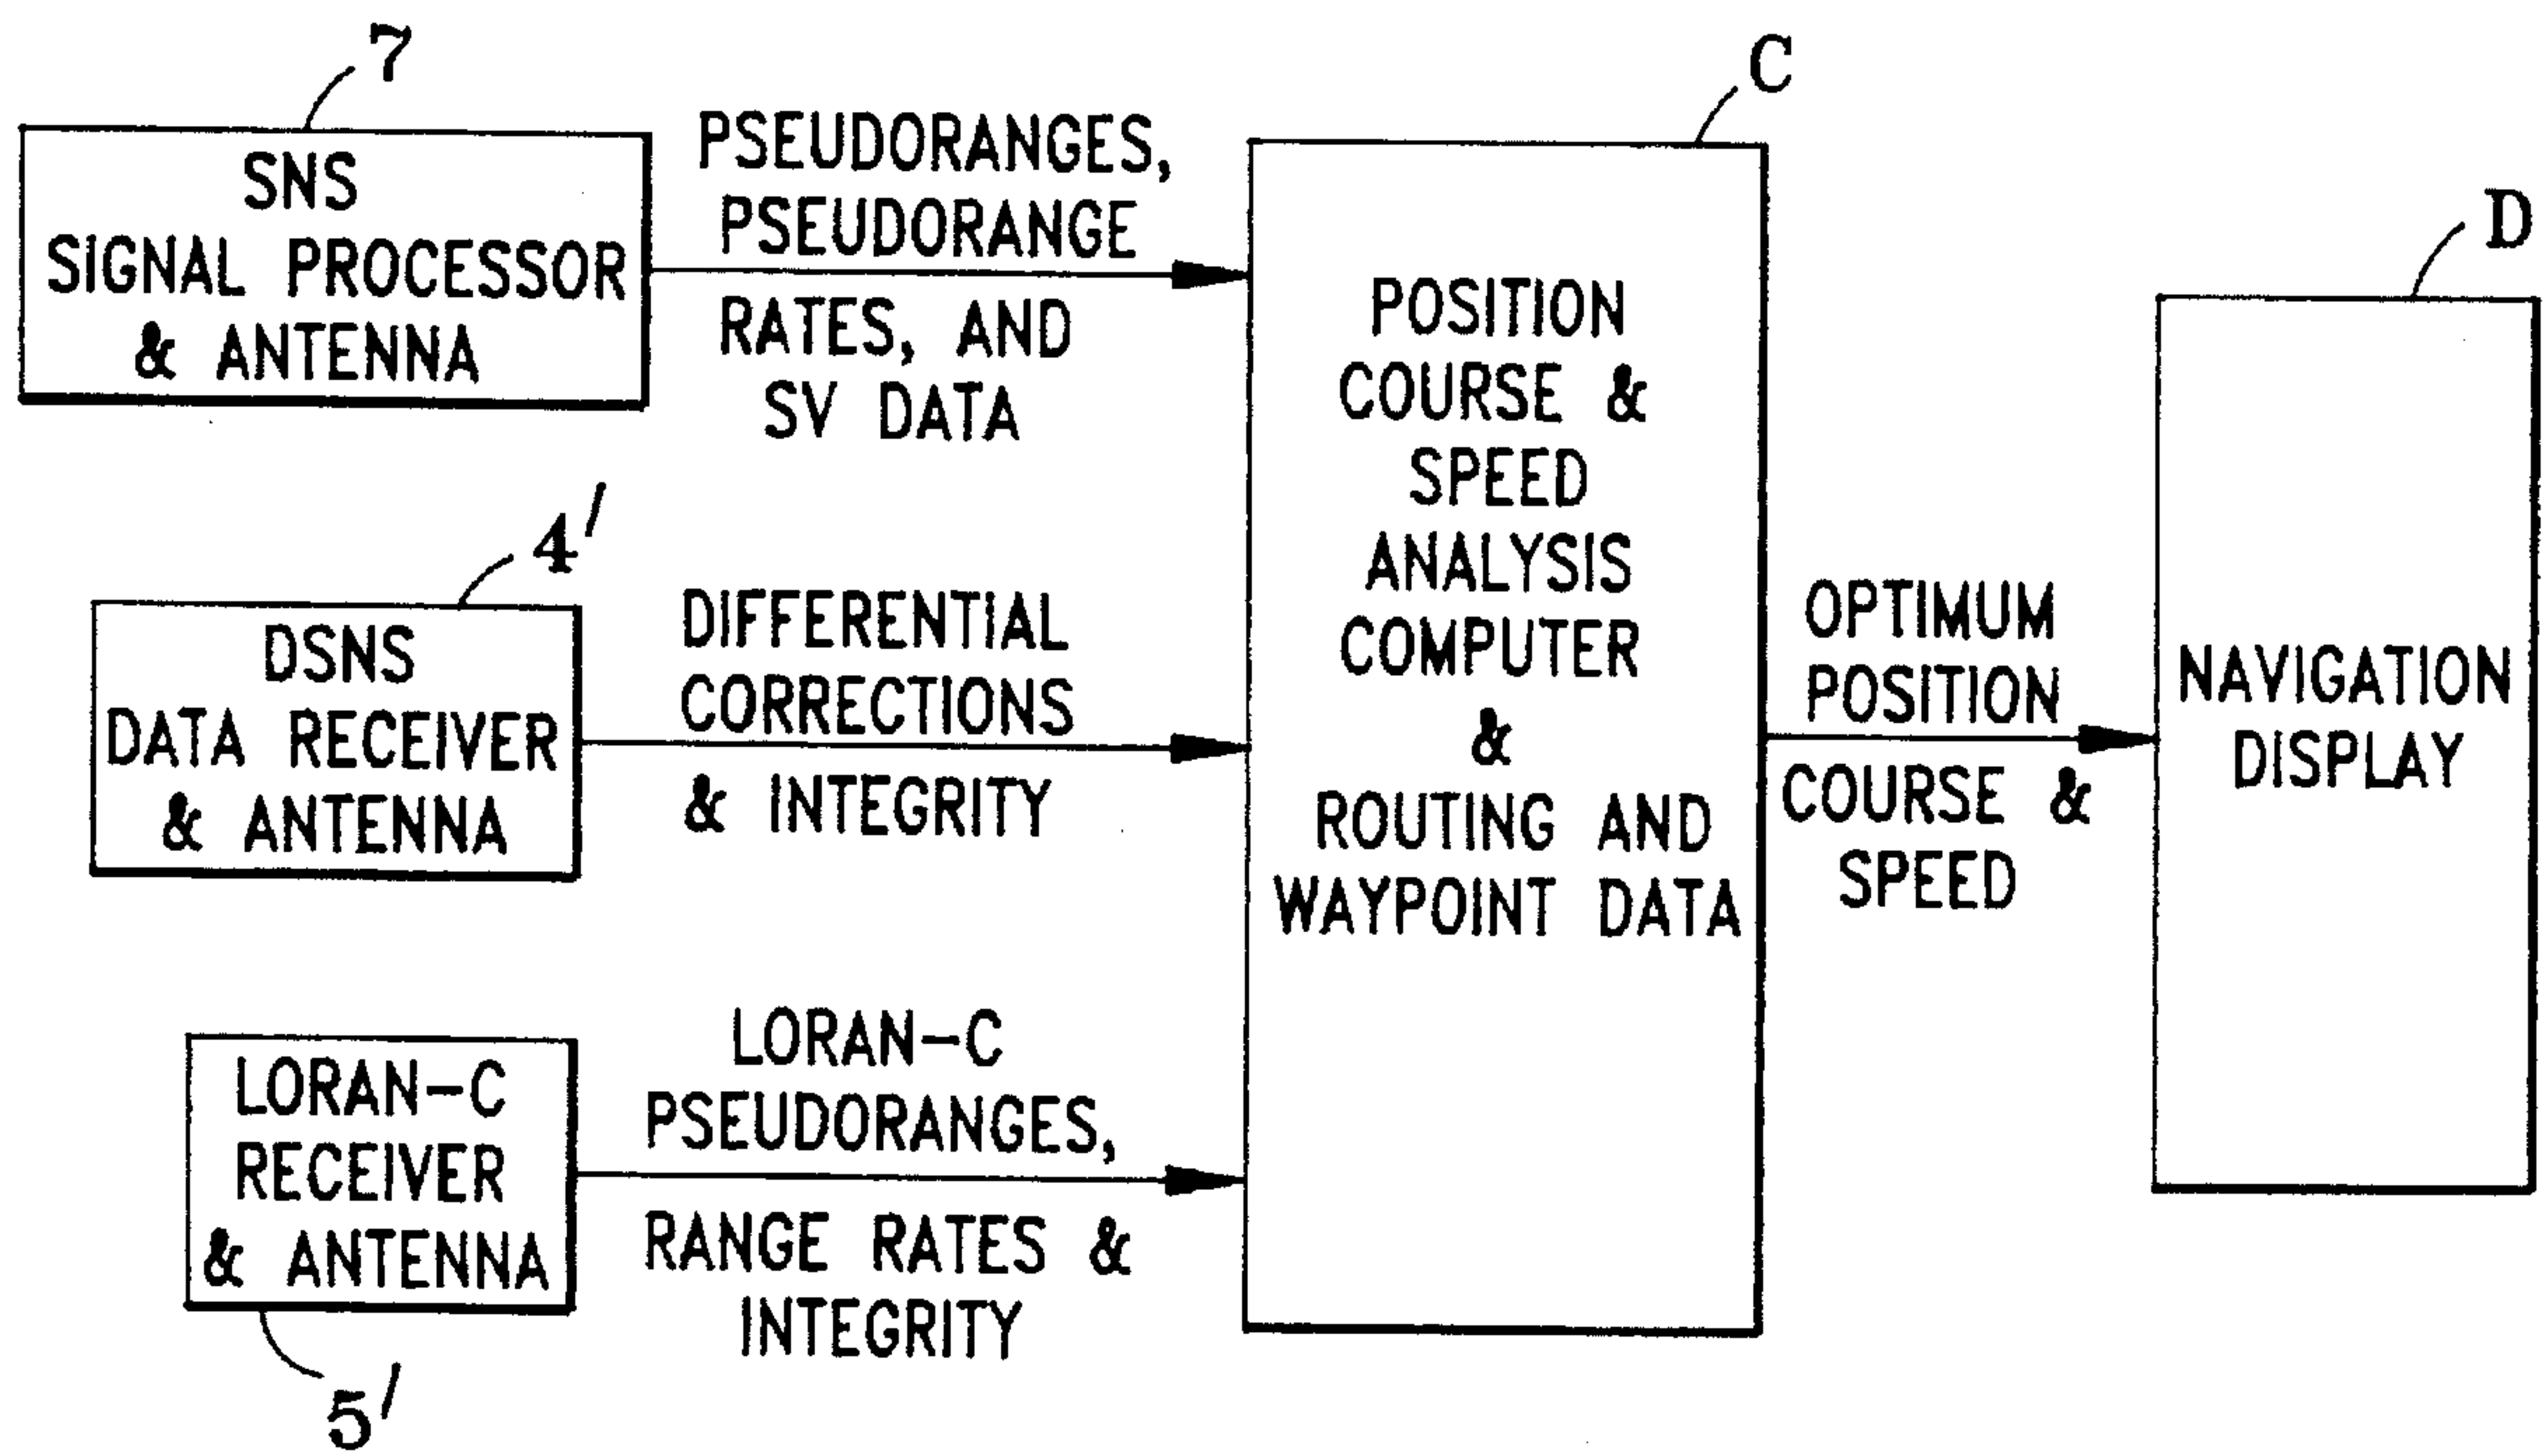 7
SNS
SIGNAL PROCESSOR
& ANTENNA
PSEUDORANGES,
PSEUDORANGE
RATES, AND
SV DATA
4'
DSNS
DATA RECEIVER
& ANTENNA
DIFFERENTIAL
CORRECTIONS
& INTEGRITY
LORAN-C
RECEIVER
& ANTENNA
5'
LORAN-C
PSEUDORANGES,
RANGE RATES &
INTEGRITY
C
POSITION
COURSE &
SPEED
ANALYSIS
COMPUTER
&
ROUTING AND
WAYPOINT DATA
OPTIMUM
POSITION
COURSE &
SPEED
D
NAVIGATION
DISPLAY